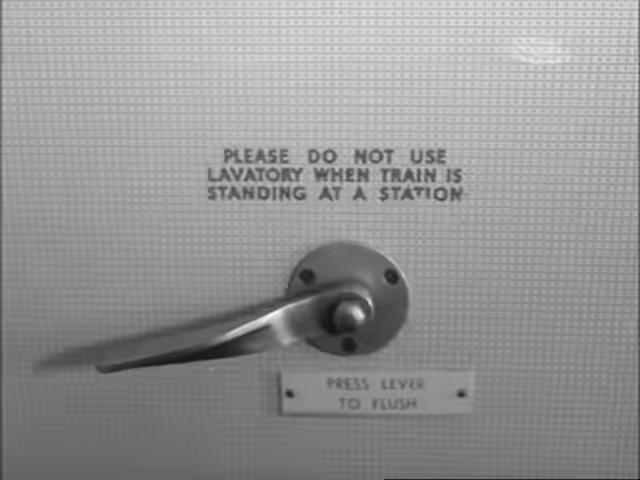 PLEASE DO NOT USE
LAVATORY WHEN TRAIN IS
STANDING AT A STATION
PRESS LEVER
TO FLUSH